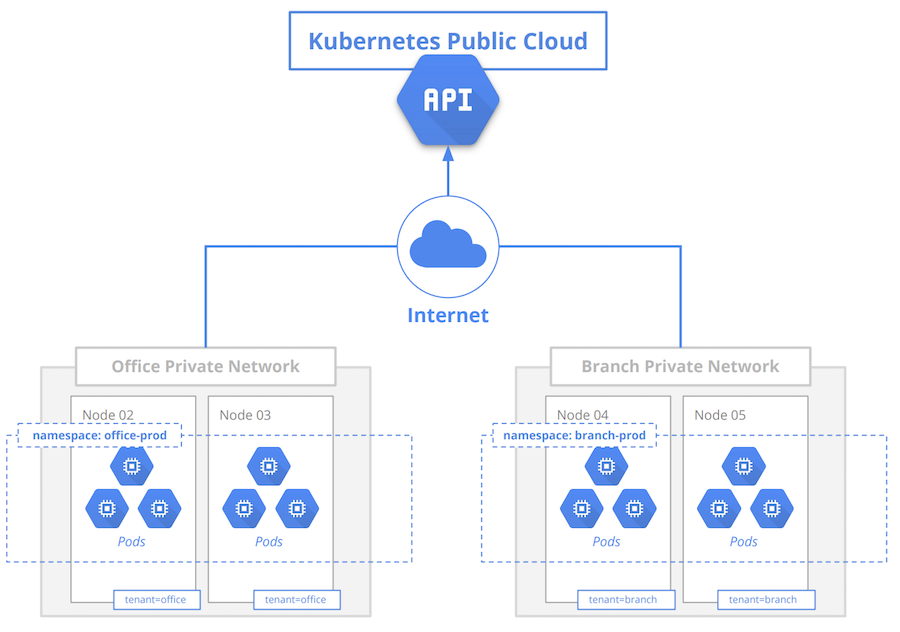 Kubernetes Public Cloud
API
Internet
Office Private Network
Node 02
Node 03
namespace: office-prod
Pods
Pods
tenant=office
tenant=office
Branch Private Network
Node 04
Node 05
namespace: branch-prod
Pods
Pods
tenant=branch
tenant=branch